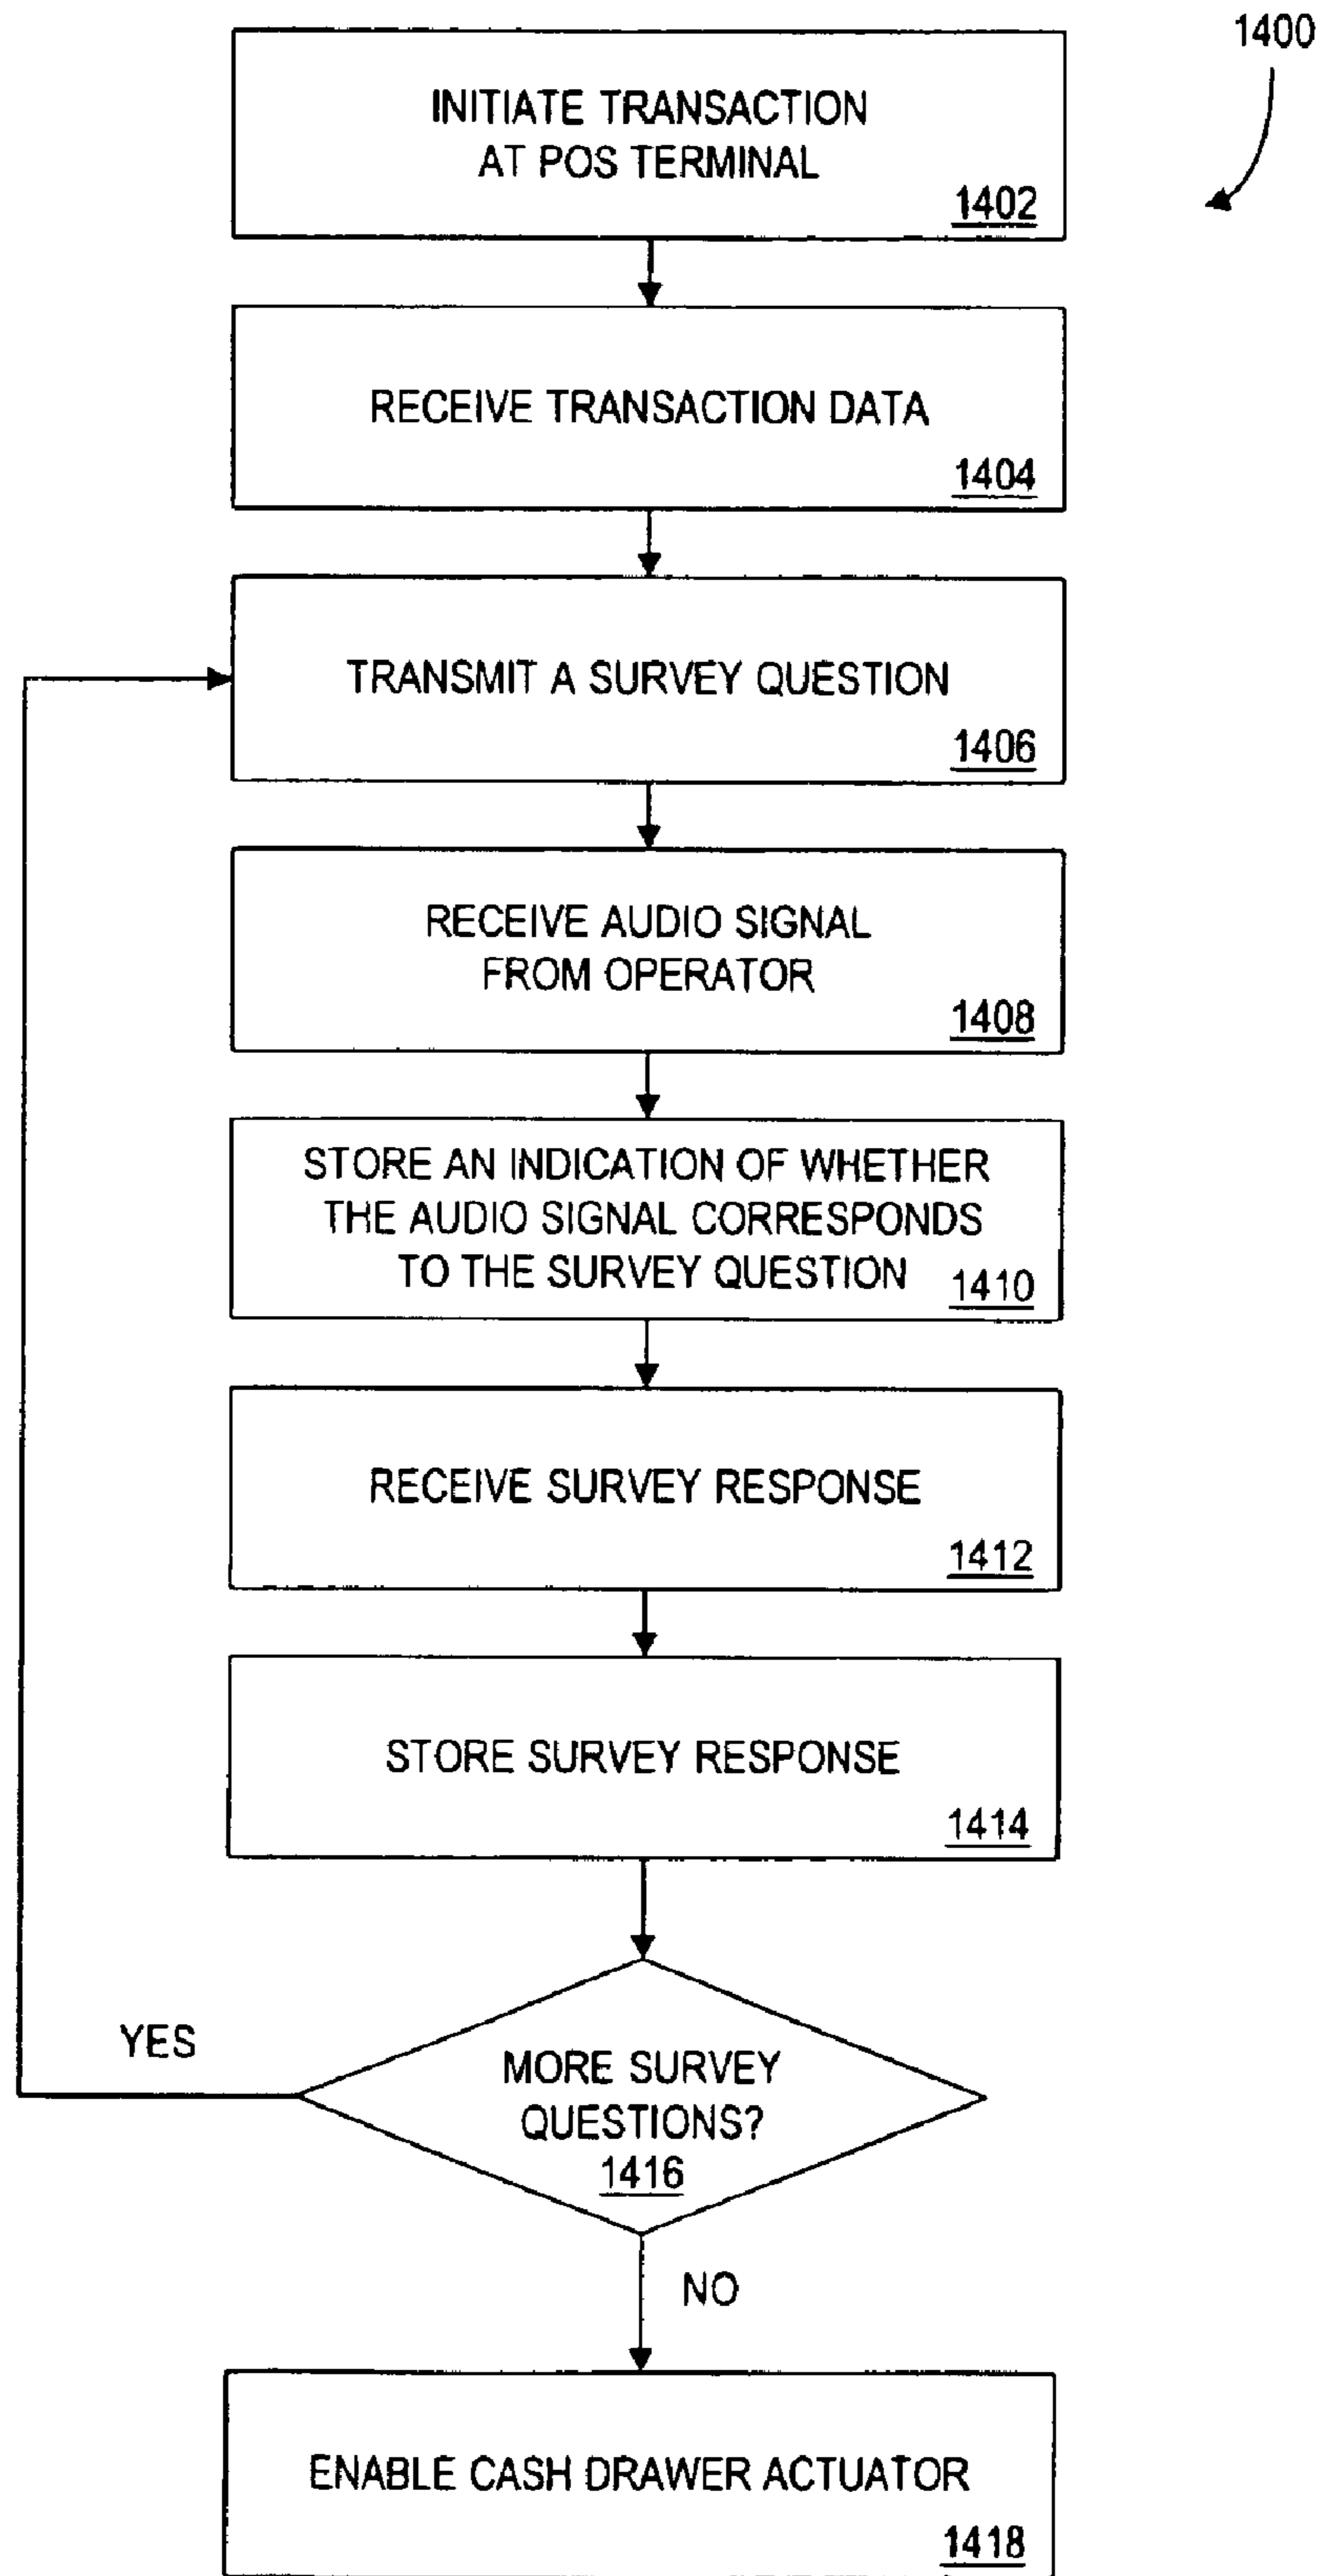 1400
INITIATE TRANSACTION
AT POS TERMINAL
1402
RECEIVE TRANSACTION DATA
1404
TRANSMIT A SURVEY QUESTION
1406
RECEIVE AUDIO SIGNAL
FROM OPERATOR
1408
STORE AN INDICATION OF WHETHER
THE AUDIO SIGNAL CORRESPONDS
TO THE SURVEY QUESTION
1410
RECEIVE SURVEY RESPONSE
1412
STORE SURVEY RESPONSE
1414
YES
MORE SURVEY
QUESTIONS?
1416
NO
ENABLE CASH DRAWER ACTUATOR
1418